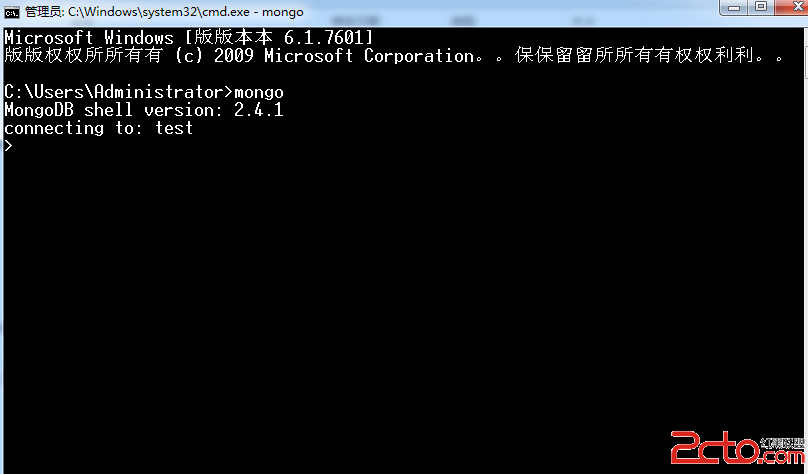 管理员: C:\Windows\system32\cmd.exe - mongo
Microsoft Windows [版版本本 6.1.7601]
版版权权所所有有 (c) 2009 Microsoft Corporation。。保保留留所所有有权权利利。。
C:\Users\Administrator>mongo
MongoDB shell version: 2.4.1
connecting to: test
>
2cto.com